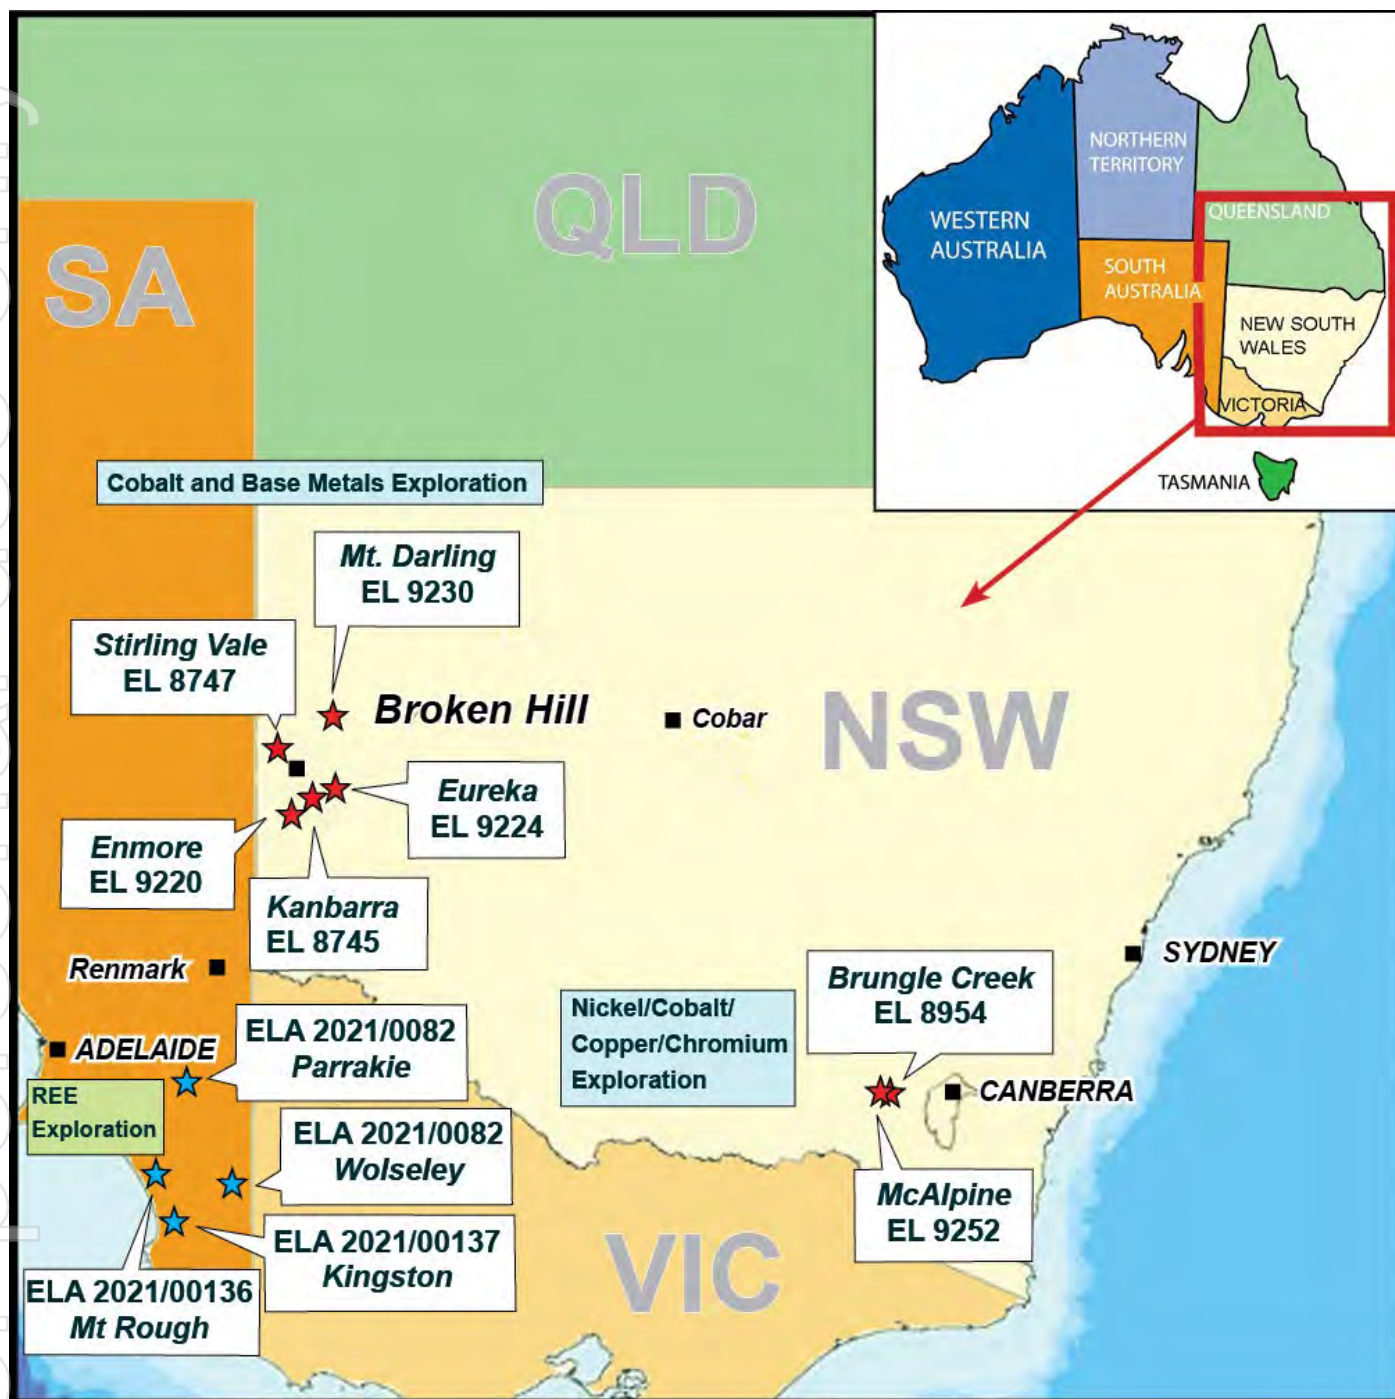 NORTHERN
TERRITORY
QUEENSLAND
WESTERN
AUSTRALIA
SOUTH
AUSTRALIA
NEW SOUTH
WALES
VICTORIA
TASMANIA
QLD
SA
Cobalt and Base Metals Exploration
Mt. Darling
EL 9230
Stirling Vale
EL 8747
Broken Hill
Cobar
NSW
Eureka
EL 9224
Enmore
EL 9220
Kanbarra
EL 8745
Renmark
SYDNEY
Brungle Creek
EL 8954
Nickel/Cobalt/
Copper/Chromium
Exploration
ADELAIDE
ELA 2021/0082
Parrakie
CANBERRA
REE
Exploration
ELA 2021/0082
Wolseley
McAlpine
EL 9252
ELA 2021/00137
Kingston
VIC
ELA 2021/00136
Mt Rough